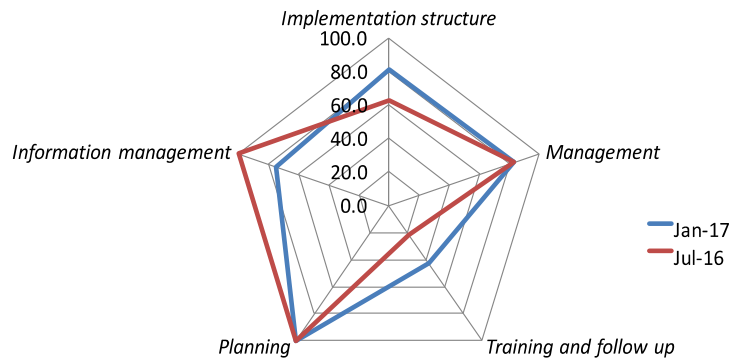 Implementation structure
100.0
80.0
60.0
Information management
40.0
Management
20.0
0.0
Jan-17
Jul-16
Planning
Training and follow up